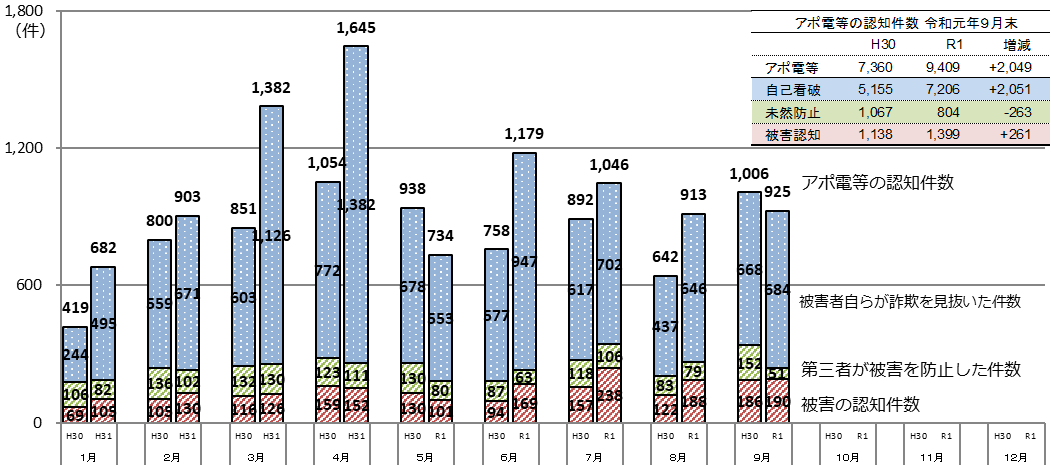 1,800
(件)
1,200
600
0
アポ電等の認知件数 令和元年９月末
H30 R1 増減
アポ電等 7,360 9,409 +2,049
自己看破 5,155 7,206 +2,051
未然防止 1,067 804 -263
被害認知 1,138 1,399 +261
アポ電等の認知件数
被害者自らが詐欺を見抜いた件数
第三者が被害を防止した件数
被害の認知件数
419 682 800 903 851 1,382 1,054 1,645 938 734 758 1,179 892 1,046 642 913 1,006 925
244 495 559 671 603 1,126 772 1,382 678 553 577 947 617 702 437 646 668 684
106 82 136 102 132 130 123 111 130 80 87 63 118 106 83 79 152 51
69 105 105 130 116 126 159 152 130 101 94 169 157 238 122 188 186 190
H30 H31 H30 H31 H30 H31 H30 H31 H30 R1 H30 R1 H30 R1 H30 R1 H30 R1 H30 R1 H30 R1 H30 R1
1月 2月 3月 4月 5月 6月 7月 8月 9月 10月 11月 12月